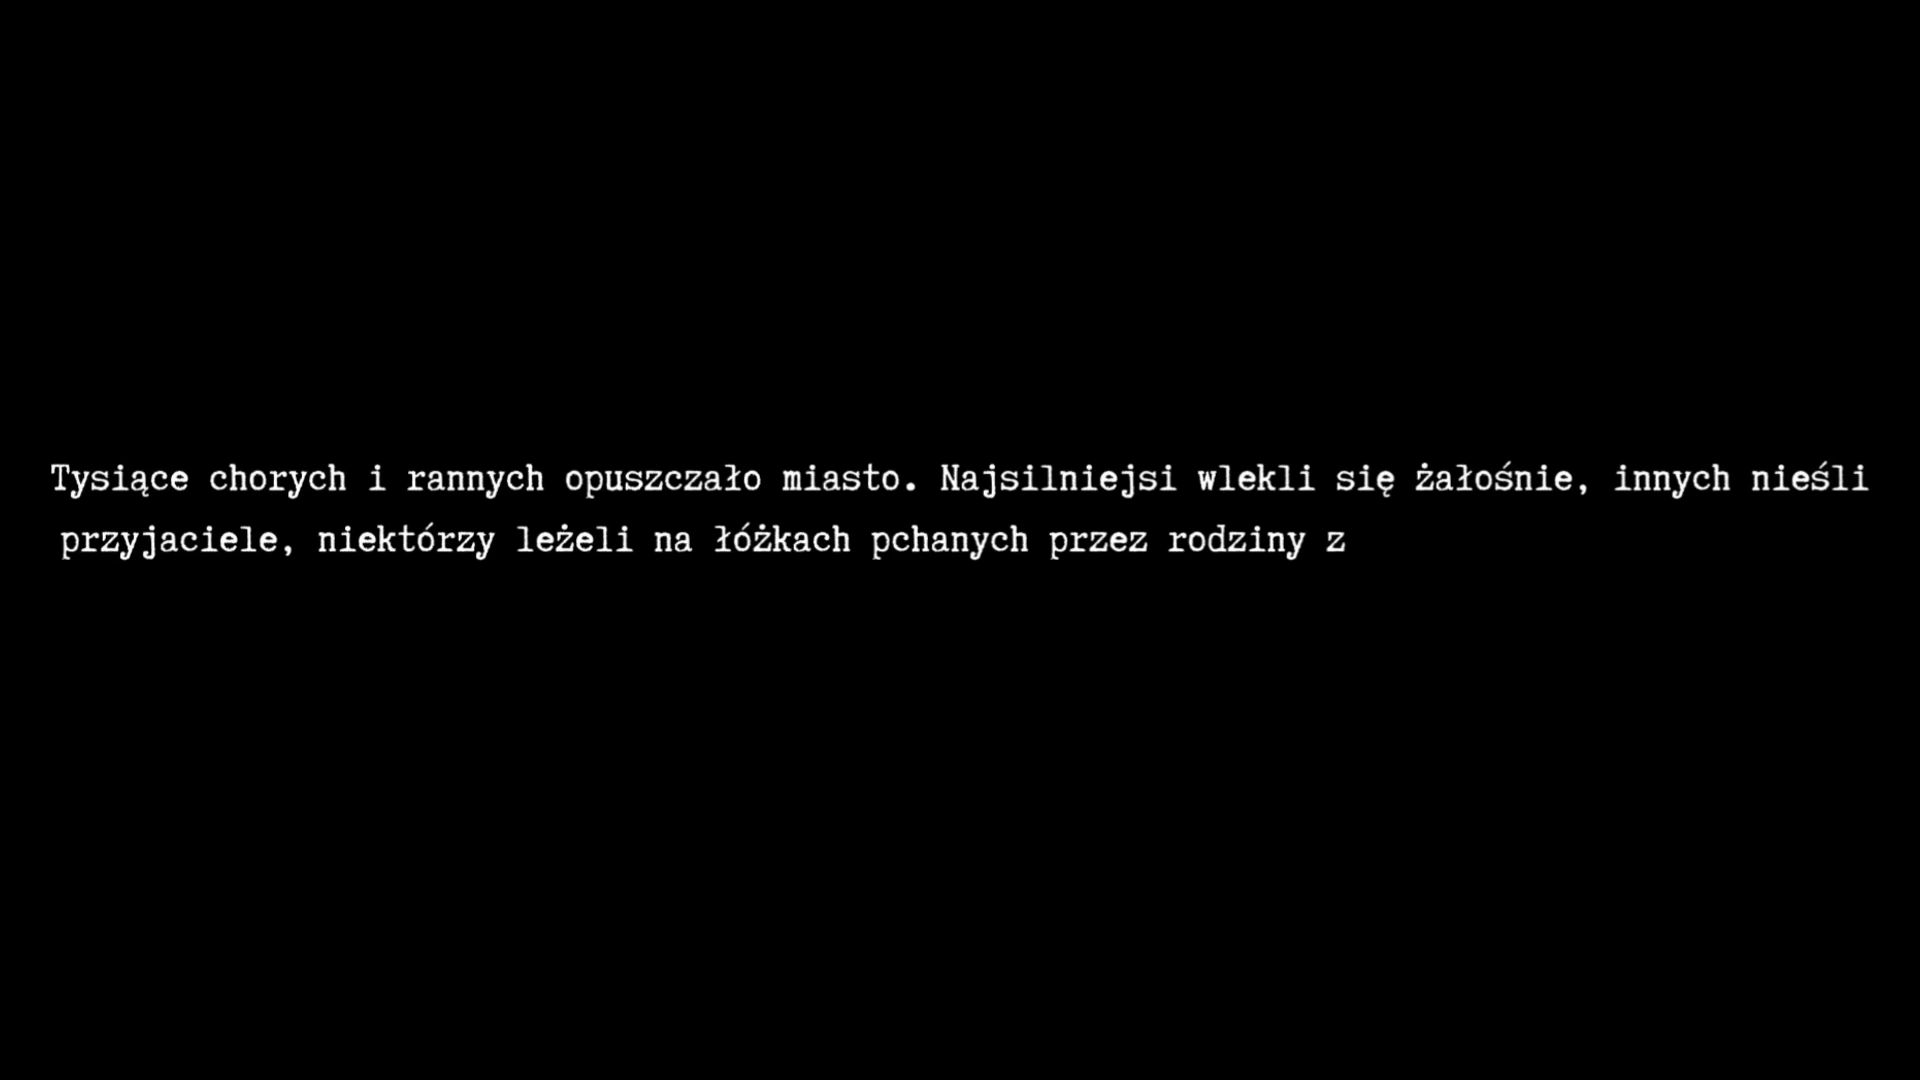 Tysiące chorych i rannych opuszczało miasto. Najsilniejsi wlekli się żałośnie, innych nieśli
przyjaciele, niektórzy leżeli na łóżkach pchanych przez rodziny z